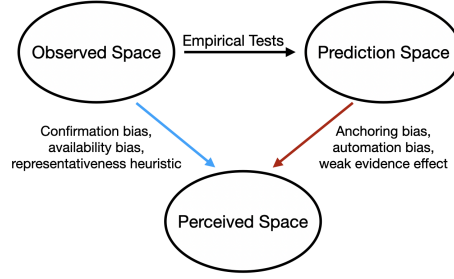 Observed Space
Empirical Tests
Prediction Space
Confirmation bias,
availability bias,
representativeness heuristic
Anchoring bias,
automation bias,
weak evidence effect
Perceived Space